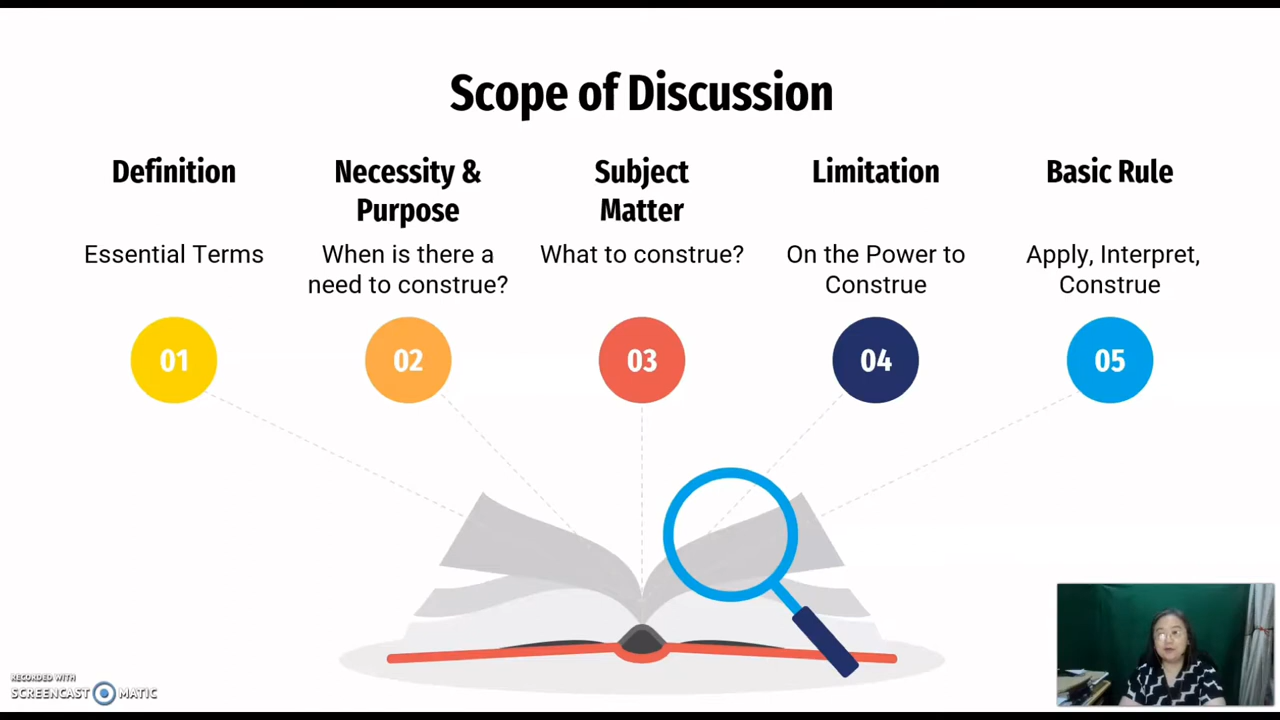 Scope of Discussion
Definition
Essential Terms
01
Necessity &
Purpose
When is there a
need to construe?
02
Subject
Matter
What to construe?
03
Limitation
On the Power to
Construe
04
Basic Rule
Apply, Interpret,
Construe
05
RECORDED WITH
SCREENCAST MATIC